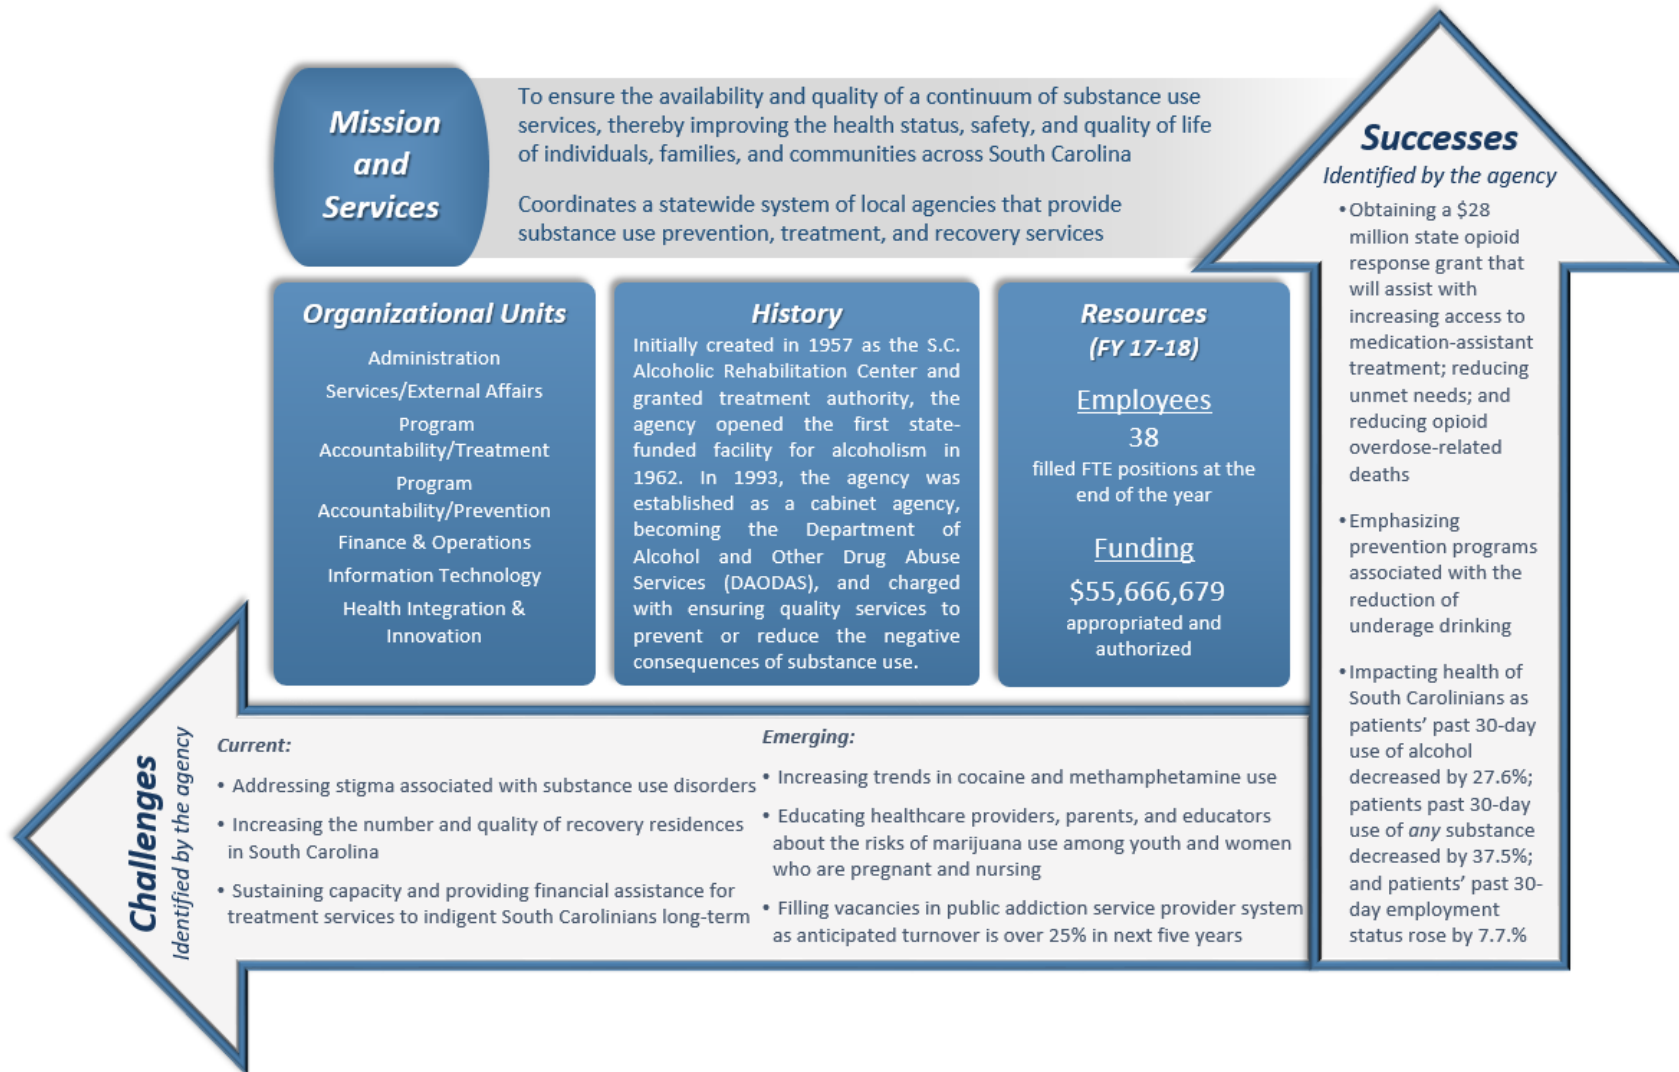 Mission
and
Services
To ensure the availability and quality of a continuum of substance use
services, thereby improving the health status, safety, and quality of life
of individuals, families, and communities across South Carolina
Coordinates a statewide system of local agencies that provide
substance use prevention, treatment, and recovery services
Organizational Units
Administration
Services/External Affairs
Program
Accountability/Treatment
Program
Accountability/Prevention
Finance & Operations
Information Technology
Health Integration &
Innovation
History
Initially created in 1957 as the S.C.
Alcoholic Rehabilitation Center and
granted treatment authority, the
agency opened the first state-
funded facility for alcoholism in
1962. In 1993, the agency was
established as a cabinet agency,
becoming the Department of
Alcohol and Other Drug Abuse
Services (DAODAS), and charged
with ensuring quality services to
prevent or reduce the negative
consequences of substance use.
Resources
(FY 17-18)
Employees
38
filled FTE positions at the
end of the year
Funding
$55,666,679
appropriated and
authorized
Successes
Identified by the agency
• Obtaining a $28
million state opioid
response grant that
will assist with
increasing access to
medication-assistant
treatment; reducing
unmet needs; and
reducing opioid
overdose-related
deaths
• Emphasizing
prevention programs
associated with the
reduction of
underage drinking
• Impacting health of
South Carolinians as
patients' past 30-day
use of alcohol
decreased by 27.6%;
patients past 30-day
use of any substance
decreased by 37.5%;
and patients' past 30-
day employment
status rose by 7.7.%
Challenges
Identified by the agency
Current:
• Addressing stigma associated with substance use disorders
• Increasing the number and quality of recovery residences
in South Carolina
• Sustaining capacity and providing financial assistance for
treatment services to indigent South Carolinians long-term
Emerging:
• Increasing trends in cocaine and methamphetamine use
• Educating healthcare providers, parents, and educators
about the risks of marijuana use among youth and women
who are pregnant and nursing
• Filling vacancies in public addiction service provider system
as anticipated turnover is over 25% in next five years